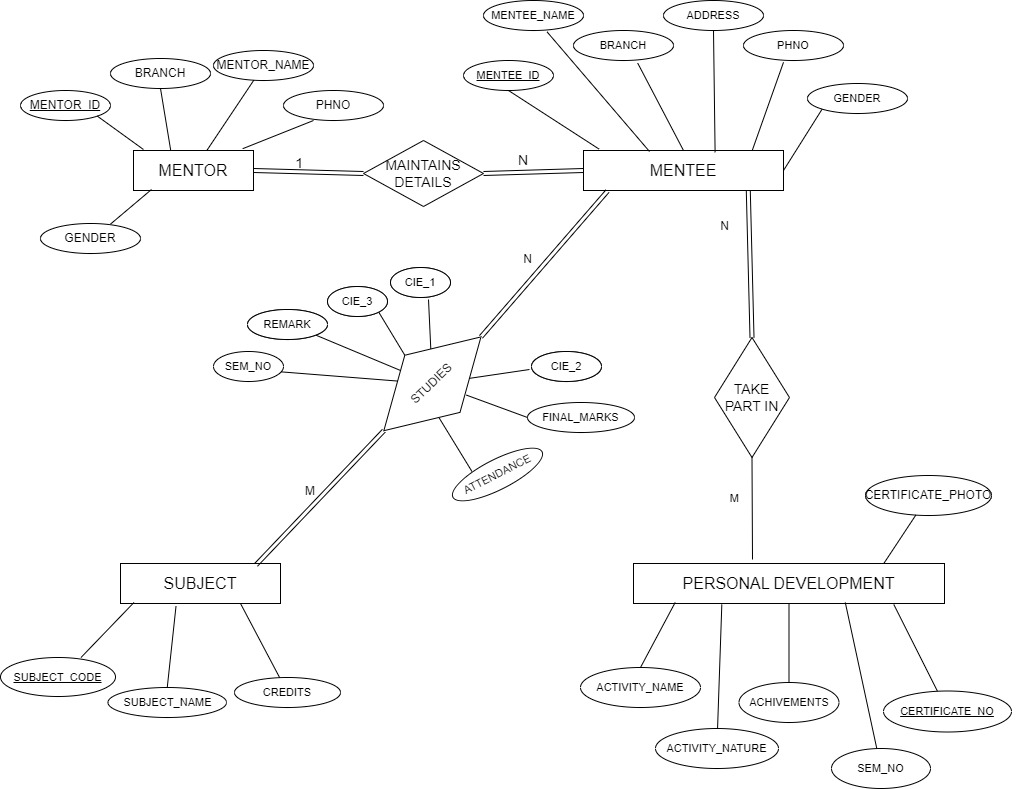 MENTEE_NAME
ADDRESS
BRANCH
PHNO
MENTEE_ID
GENDER
MENTOR_NAME
BRANCH
MENTOR_ID
PHNO
MENTOR
1
MAINTAINS
DETAILS
N
MENTEE
GENDER
N
N
CIE_1
CIE_3
REMARK
SEM_NO
STUDIES
CIE_2
FINAL_MARKS
ATTENDANCE
TAKE
PART IN
M
M
CERTIFICATE_PHOTO
SUBJECT
PERSONAL DEVELOPMENT
SUBJECT_CODE
SUBJECT_NAME
CREDITS
ACTIVITY_NAME
ACHIVEMENTS
CERTIFICATE_NO
ACTIVITY_NATURE
SEM_NO